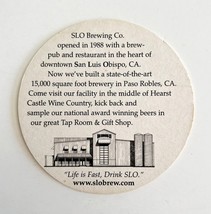 SLO Brewing Co.
opened in 1988 with a brew-
pub and restaurant in the heart of
downtown San Luis Obispo, CA.
Now we've built a state-of-the-art
15,000 square foot brewery in Paso Robles, CA.
Come visit our facility in the middle of Hearst
Castle Wine Country, kick back and
sample our national award winning beers in
our great Tap Room & Gift Shop.
"Life is Fast, Drink SLO."
www.slobrew.com